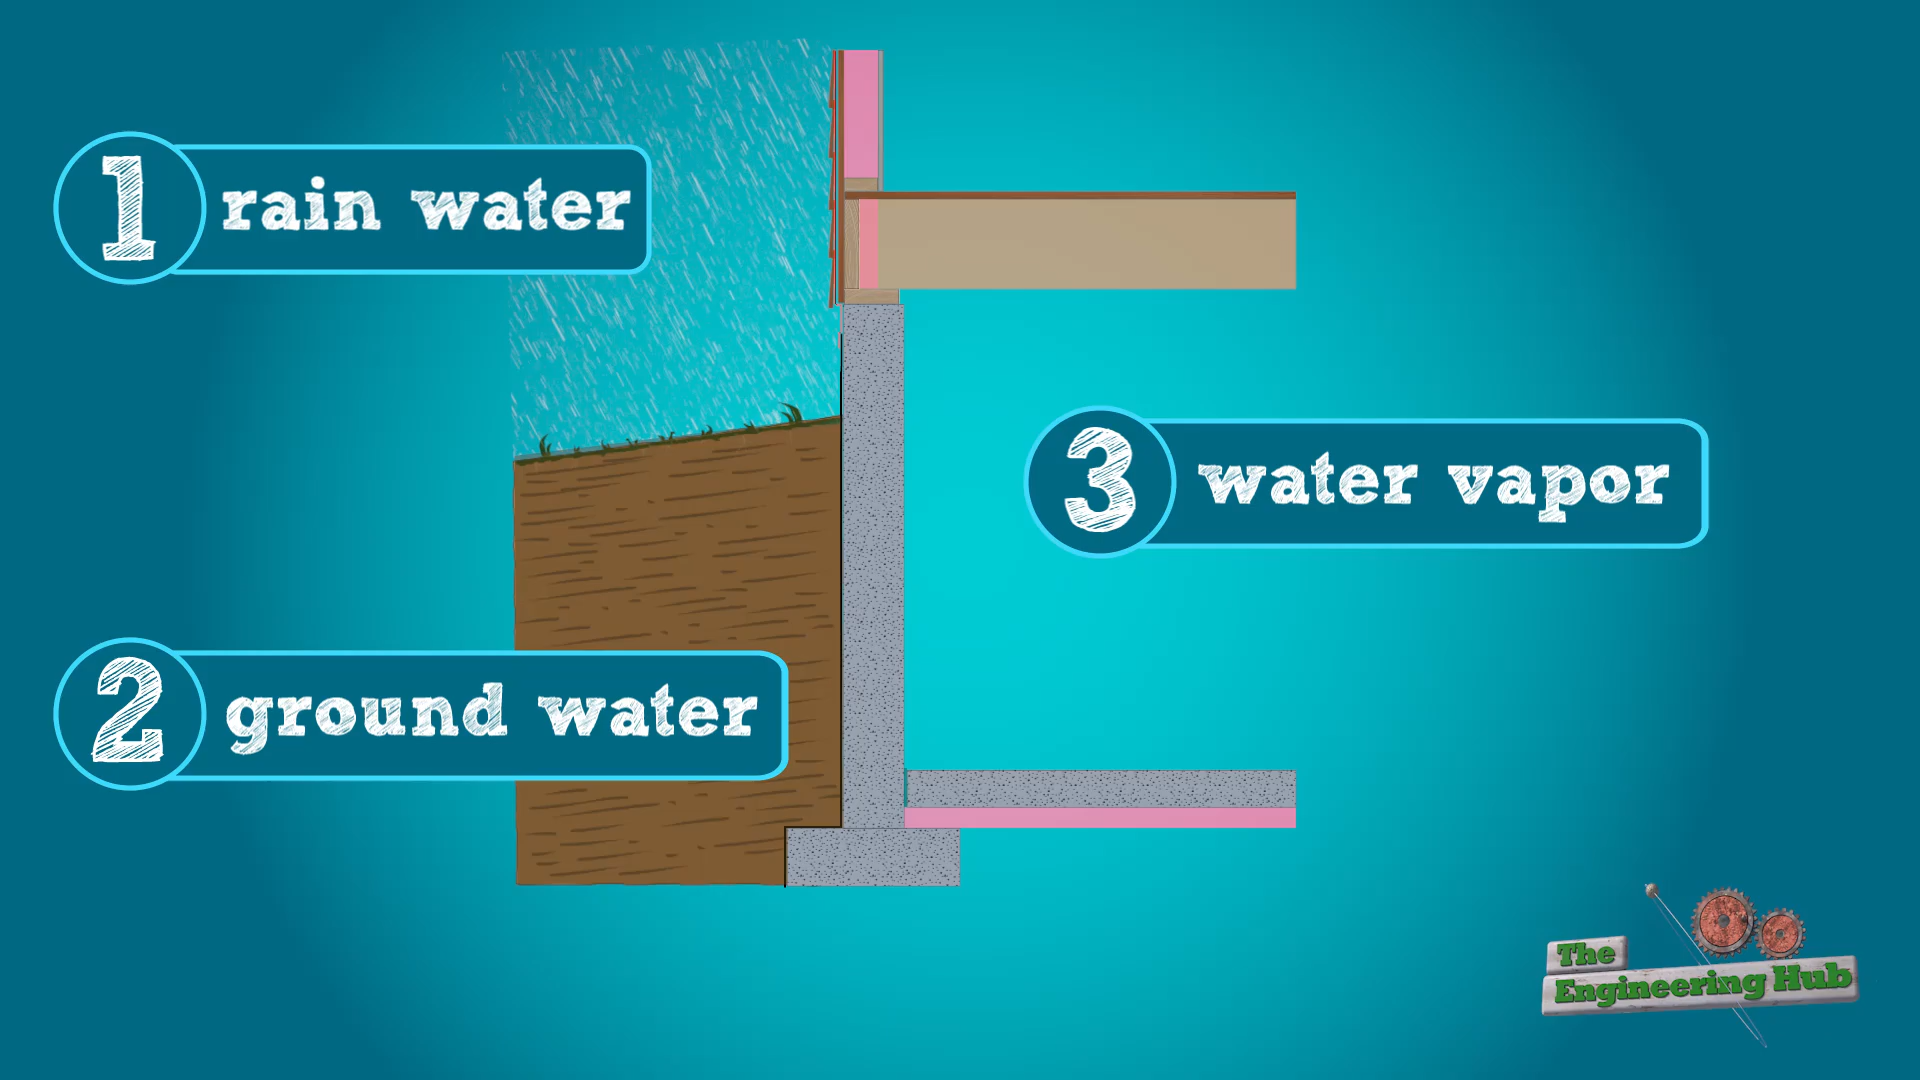 1 rain water
3 water vapor
2 ground water
The
Engineering Hub